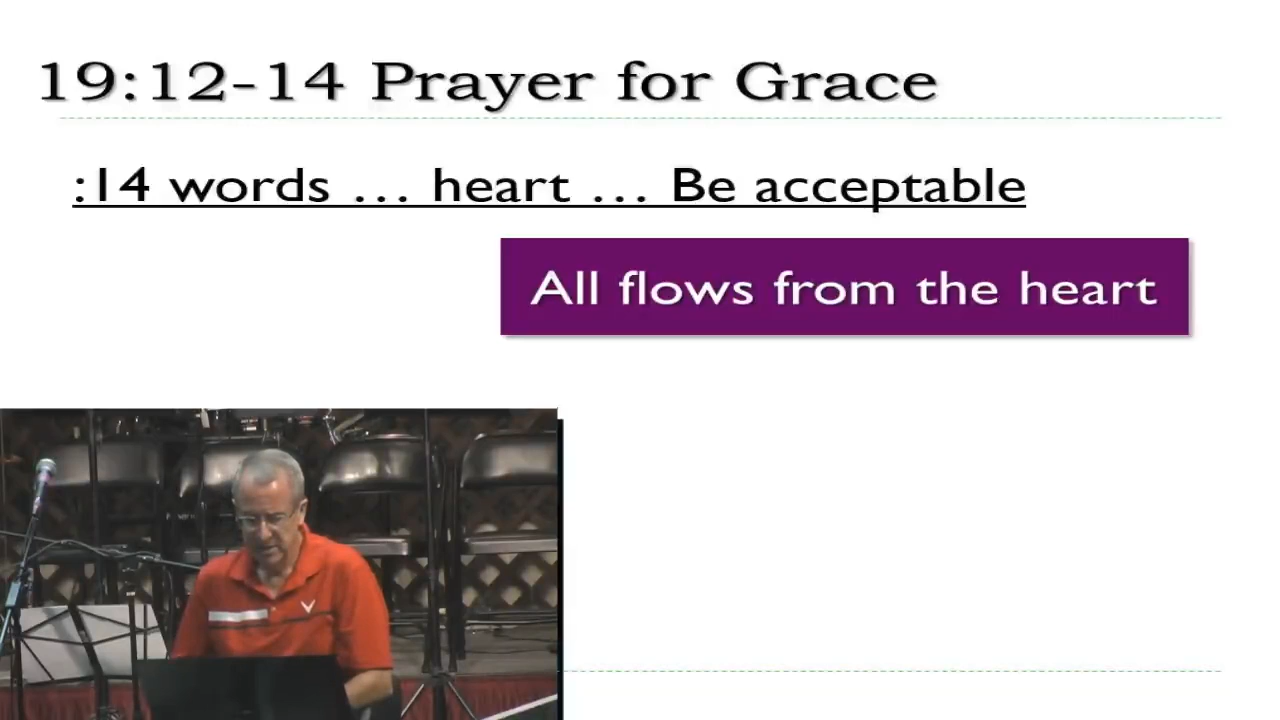 19:12-14 Prayer for Grace
:14 words … heart … Be acceptable
All flows from the heart